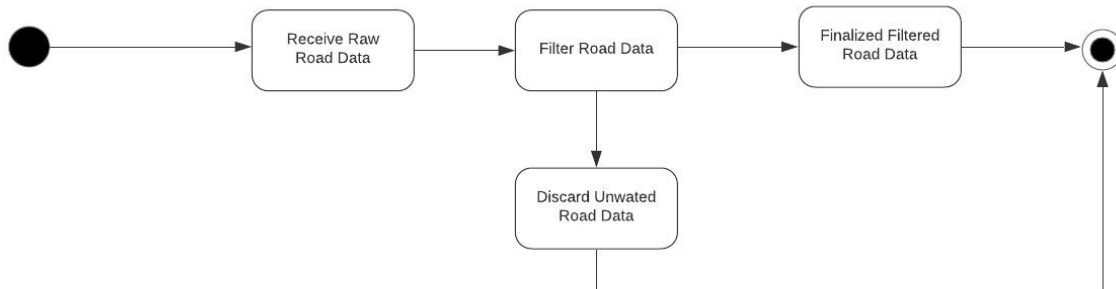 Receive Raw
Road Data
Filter Road Data
Finalized Filtered
Road Data
Discard Unwated
Road Data